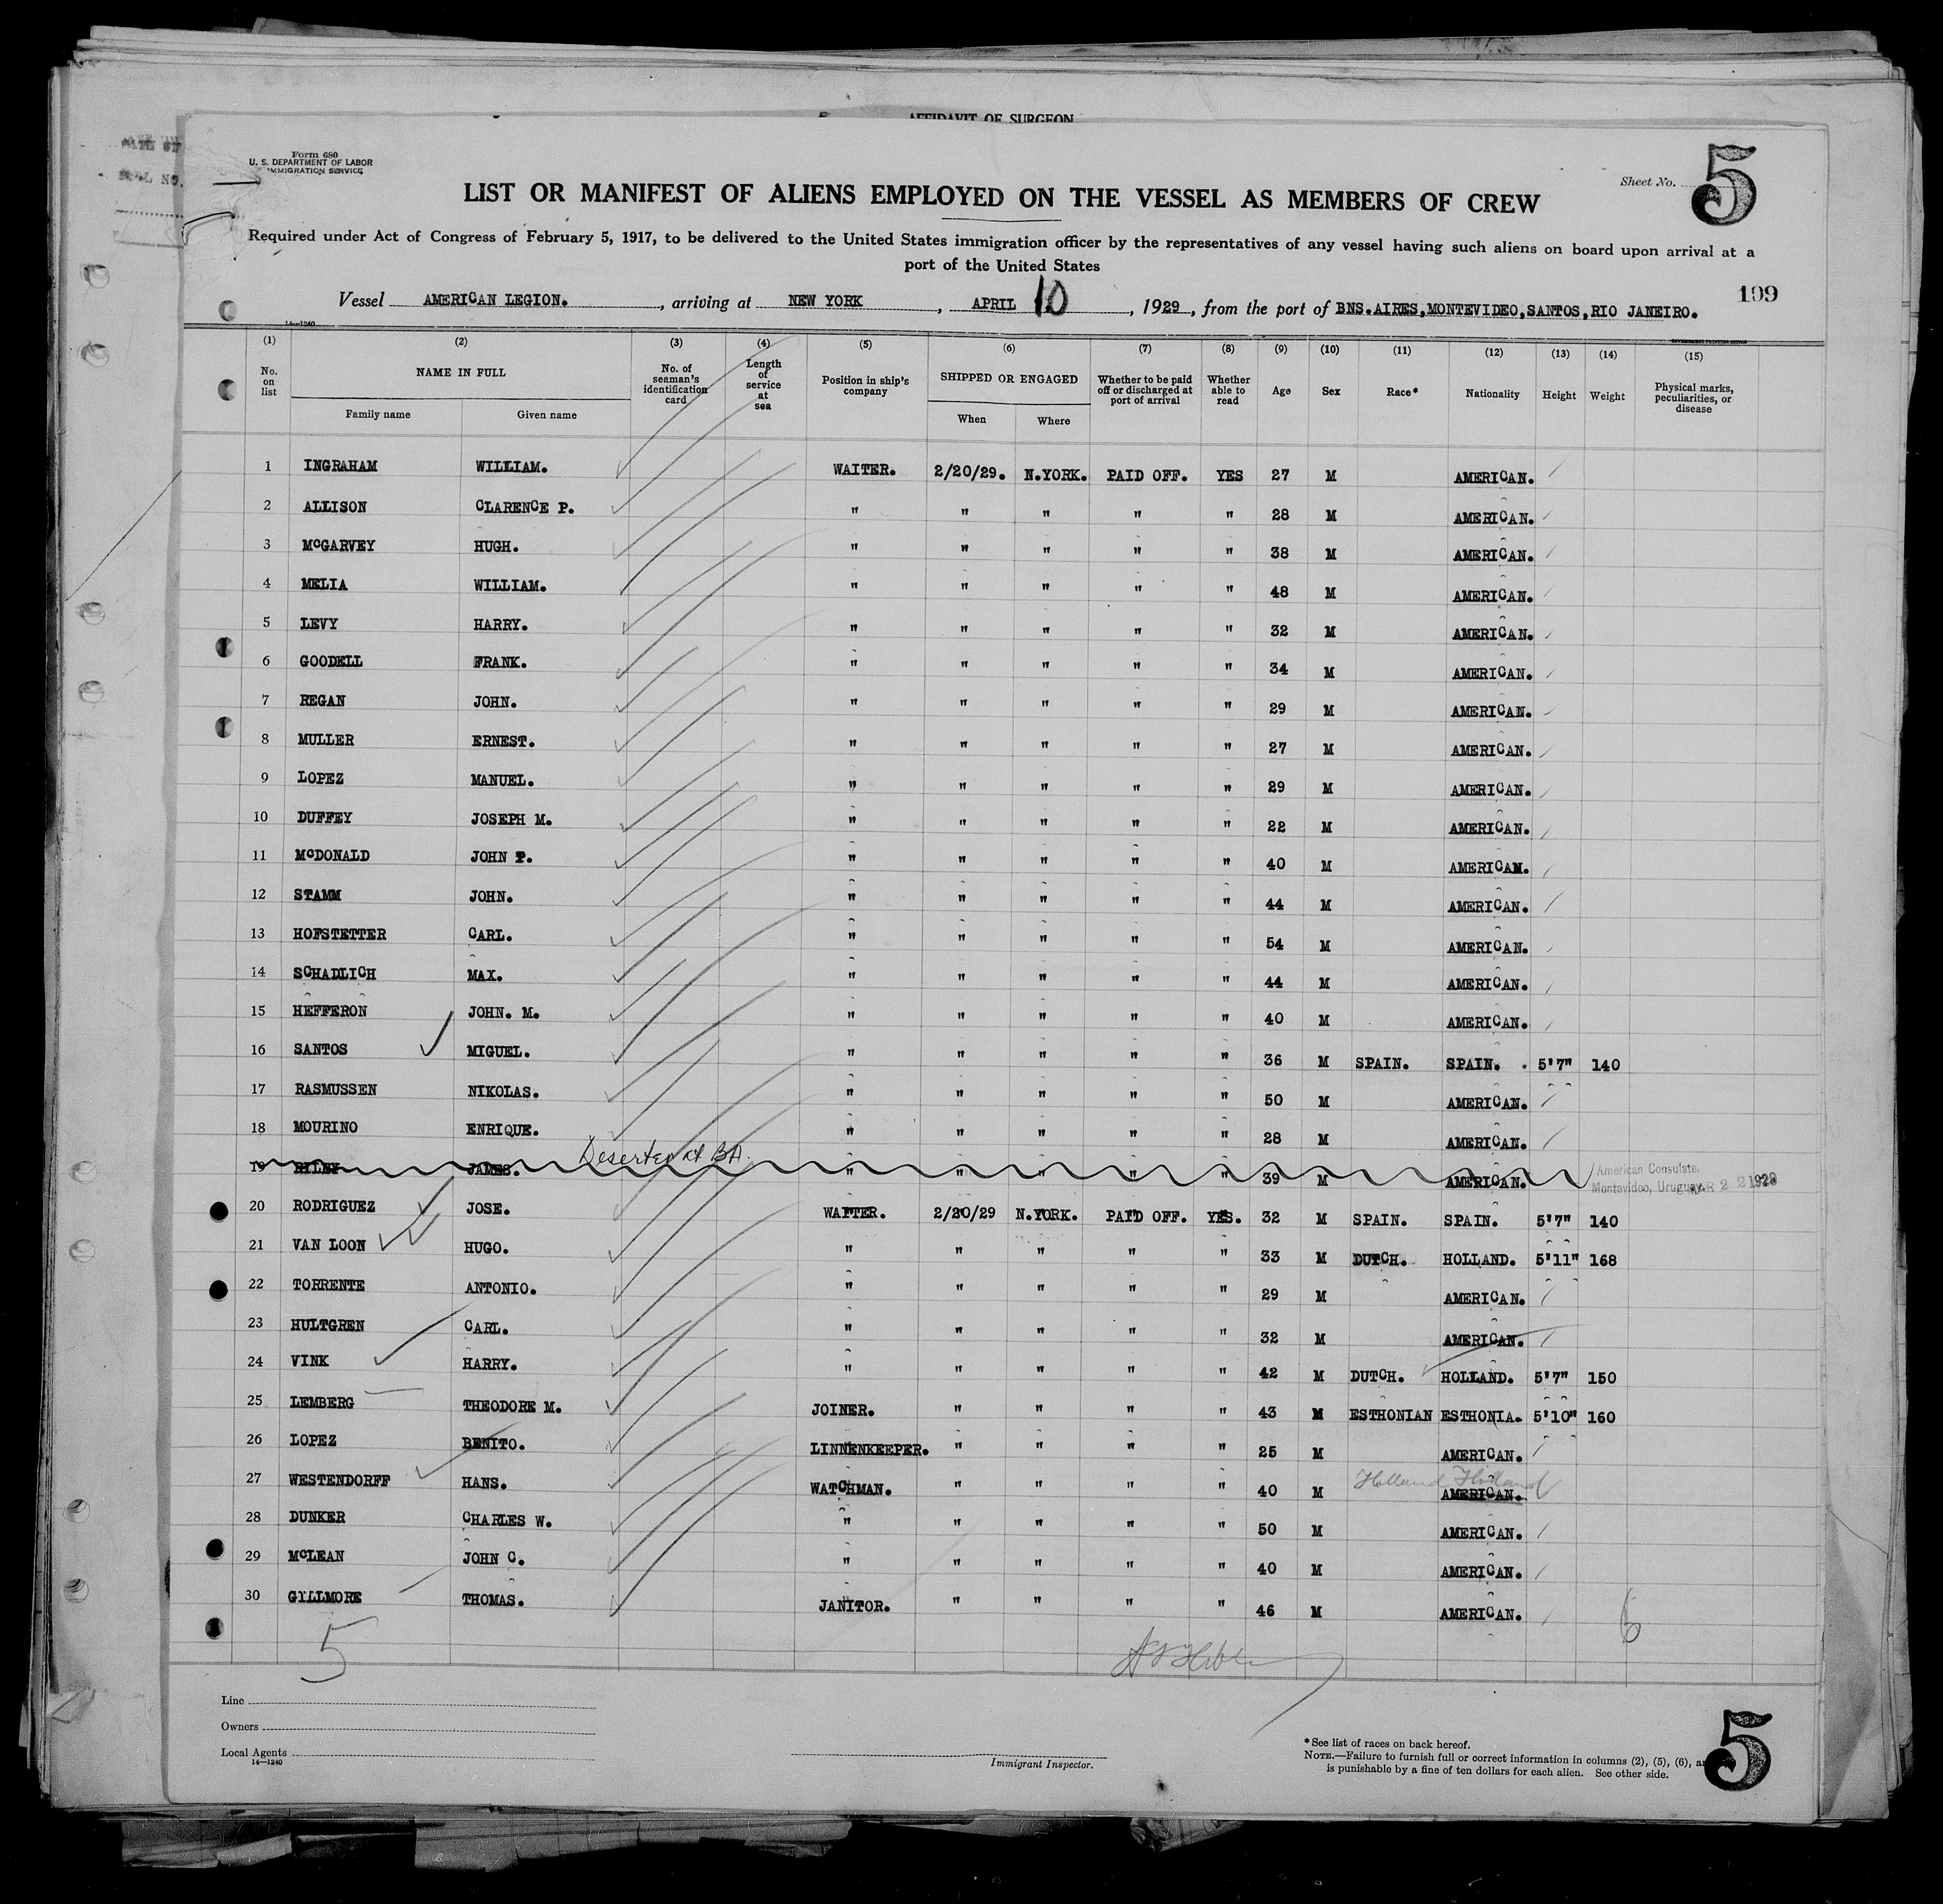 AFFIDAVIT OF SURGEON
Form 680
U. S. DEPARTMENT OF LABOR
IMMIGRATION SERVICE
Sheet No. 5
LIST OR MANIFEST OF ALIENS EMPLOYED ON THE VESSEL AS MEMBERS OF CREW
Required under Act of Congress of February 5, 1917, to be delivered to the United States immigration officer by the representatives of any vessel having such aliens on board upon arrival at a
port of the United States
109
Vessel AMERICAN LEGION. , arriving at NEW YORK , APRIL 10 , 1929 , from the port of BNS.AIRES,MONTEVIDEO,SANTOS,RIO JANEIRO.
14—1240
GOVERNMENT PRINTING OFFICE
(1) (2) (3) (4) (5) (6) (7) (8) (9) (10) (11) (12) (13) (14) (15)
No. on list NAME IN FULL No. of seaman's identification card Length of service at sea Position in ship's company SHIPPED OR ENGAGED Whether to be paid off or discharged at port of arrival Whether able to read Age Sex Race* Nationality Height Weight Physical marks, peculiarities, or disease
Family name Given name When Where
1 INGRAHAM WILLIAM. WAITER. 2/20/29. N.YORK. PAID OFF. YES 27 M AMERICAN.
2 ALLISON CLARENCE P. " " " " " 28 M AMERICAN.
3 McGARVEY HUGH. " " " " " 38 M AMERICAN.
4 MELIA WILLIAM. " " " " " 48 M AMERICAN.
5 LEVY HARRY. " " " " " 32 M AMERICAN.
6 GOODELL FRANK. " " " " " 34 M AMERICAN.
7 REGAN JOHN. " " " " " 29 M AMERICAN.
8 MULLER ERNEST. " " " " " 27 M AMERICAN.
9 LOPEZ MANUEL. " " " " " 29 M AMERICAN.
10 DUFFEY JOSEPH M. " " " " " 22 M AMERICAN.
11 McDONALD JOHN P. " " " " " 40 M AMERICAN.
12 STAMM JOHN. " " " " " 44 M AMERICAN.
13 HOFSTETTER CARL. " " " " " 54 M AMERICAN.
14 SCHADLICH MAX. " " " " " 44 M AMERICAN.
15 HEFFERON JOHN. M. " " " " " 40 M AMERICAN.
16 SANTOS MIGUEL. " " " " " 36 M SPAIN. SPAIN. 5'7" 140
17 RASMUSSEN NIKOLAS. " " " " " 50 M AMERICAN.
18 MOURINO ENRIQUE. " " " " " 28 M AMERICAN.
Deserted at BA.
19 RILEY JAMES. " " " " " 39 M AMERICAN.
American Consulate,
Montevideo, Uruguay. MAR 2 2 1929
20 RODRIGUEZ JOSE. WAITER. 2/20/29 N.YORK. PAID OFF. YES. 32 M SPAIN. SPAIN. 5'7" 140
21 VAN LOON HUGO. " " " " " 33 M DUTCH. HOLLAND. 5'11" 168
22 TORRENTE ANTONIO. " " " " " 29 M AMERICAN.
23 HULTGREN CARL. " " " " " 32 M AMERICAN.
24 VINK HARRY. " " " " " 42 M DUTCH. HOLLAND. 5'7" 150
25 LEMBERG THEODORE M. JOINER. " " " " 43 M ESTHONIAN ESTHONIA. 5'10" 160
26 LOPEZ BENITO. LINNENKEEPER. " " " " 25 M AMERICAN.
Holland Holland
27 WESTENDORFF HANS. WATCHMAN. " " " " 40 M AMERICAN.
28 DUNKER CHARLES W. " " " " " 50 M AMERICAN.
29 McLEAN JOHN C. " " " " " 40 M AMERICAN.
30 GYLLMORE THOMAS. JANITOR. " " " " 46 M AMERICAN.
5 6
Line
Owners
Local Agents
14—1240
Immigrant Inspector.
*See list of races on back hereof.
NOTE.—Failure to furnish full or correct information in columns (2), (5), (6),
is punishable by a fine of ten dollars for each alien. See other side.
5